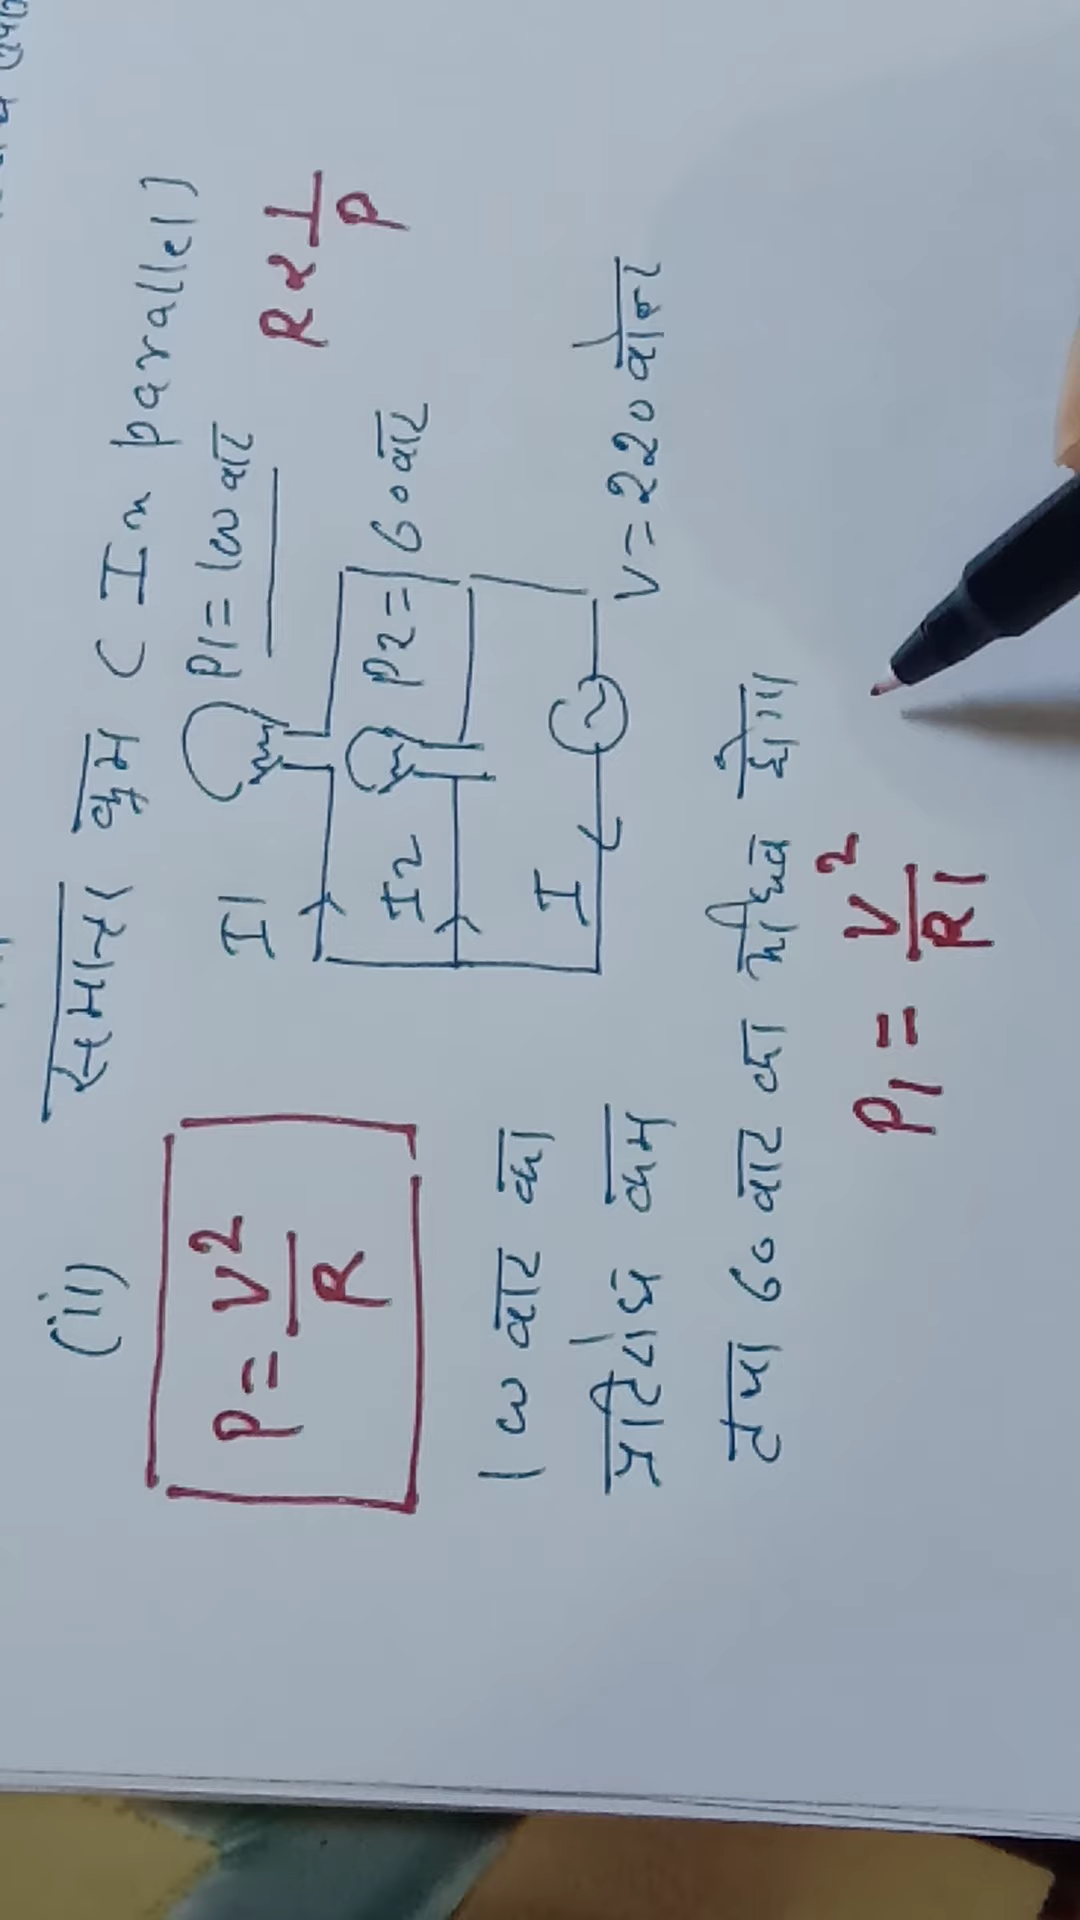 (ii) समान्तर क्रम (In parallel)
P = V²/R
P1 = 100 वाट
R ∝ 1/P
I1
I2
P2 = 60 वाट
I
V = 220 वोल्ट
100 वाट का
प्रतिरोध कम
तथा 60 वाट का अधिक होगा
P1 = V²/R1